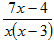 7x − 4
x(x − 3)